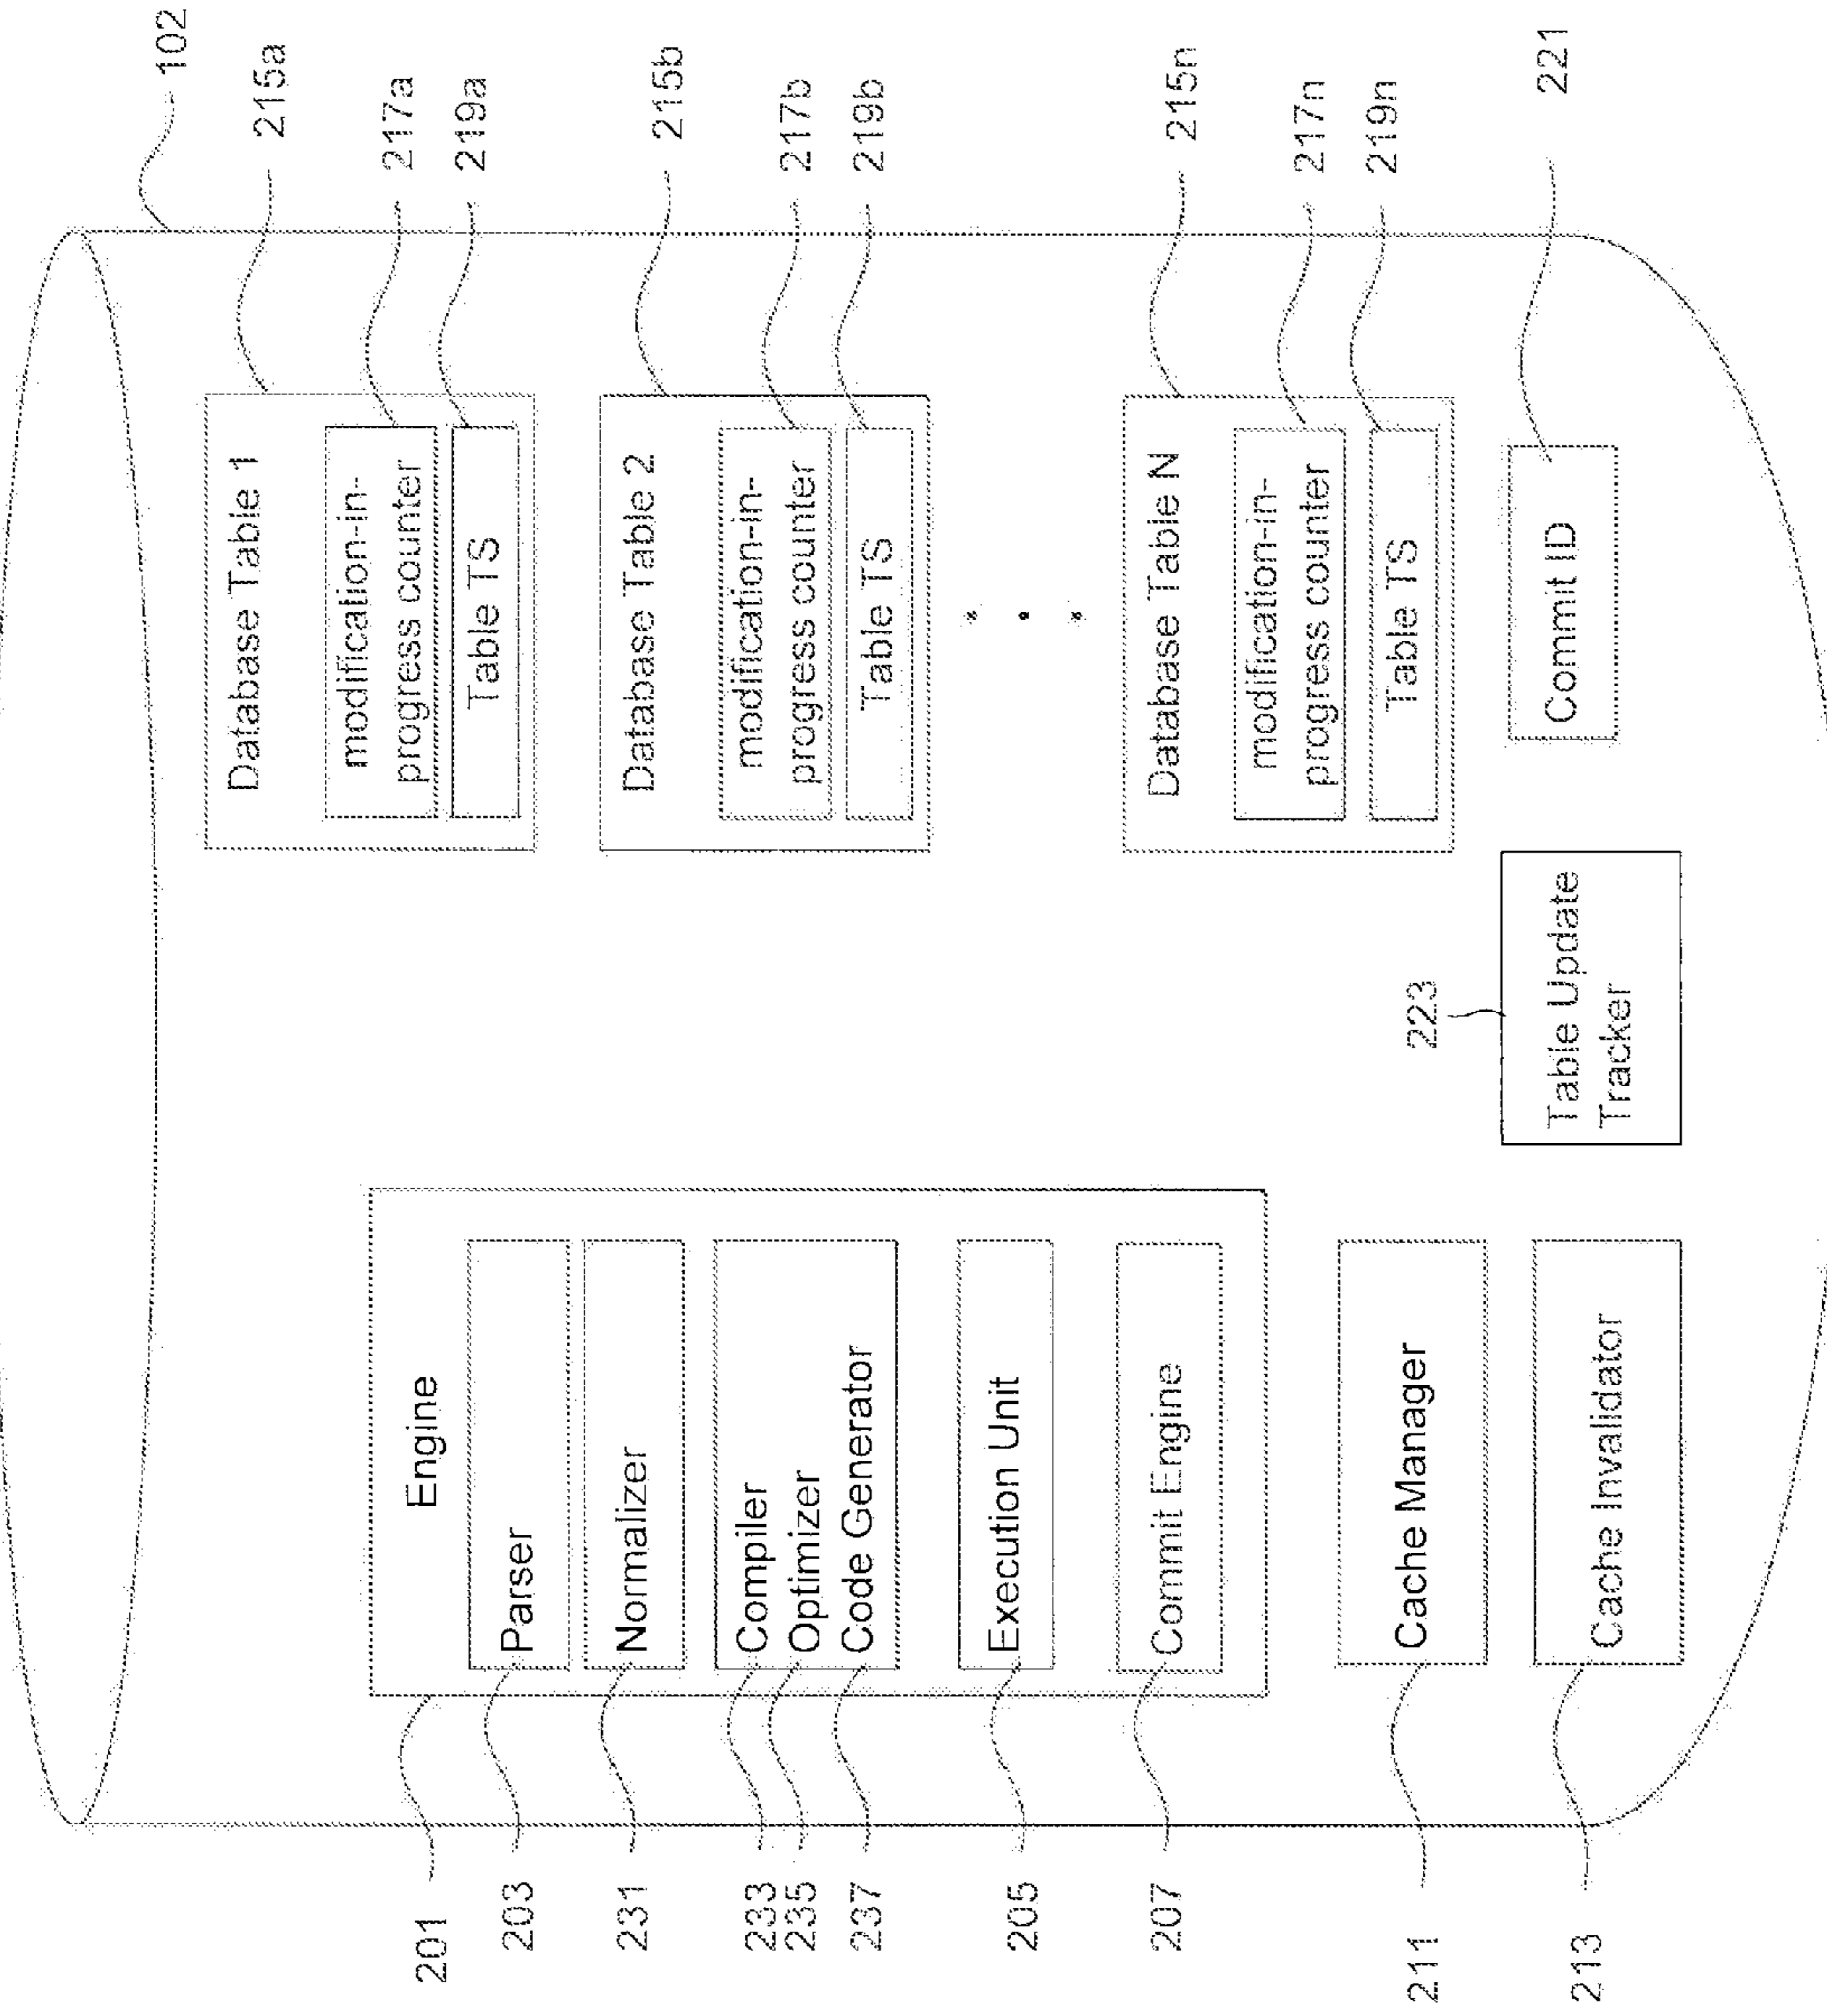 102
215a
217a
219a
215b
217b
219b
215n
217n
219n
221
Database Table 1
modification-in-
progress counter
Table TS
Database Table 2
modification-in-
progress counter
Table TS
Database Table N
modification-in-
progress counter
Table TS
Commit ID
223
Table Update
Tracker
Engine
Parser
Normalizer
Compiler
Optimizer
Code Generator
Execution Unit
Commit Engine
Cache Manager
Cache Invalidator
201
203
231
233
235
237
205
207
211
213